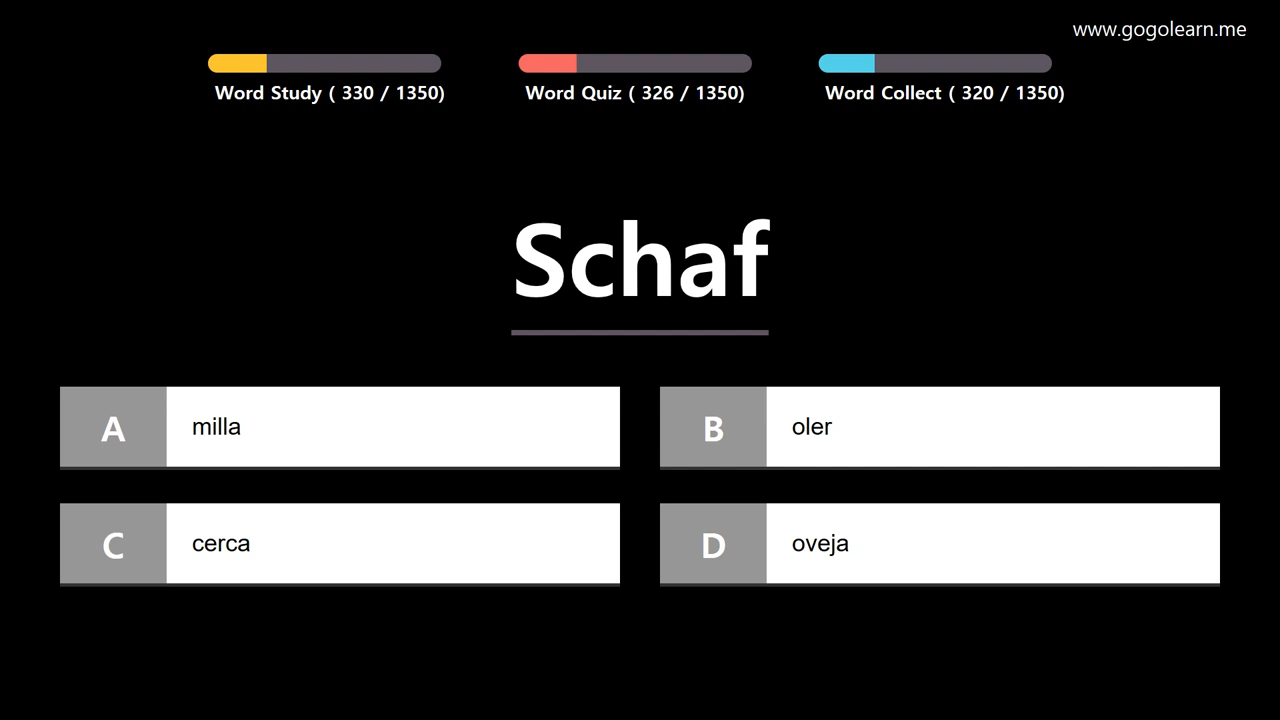 www.gogolearn.me
Word Study ( 330 / 1350)
Word Quiz ( 326 / 1350)
Word Collect ( 320 / 1350)
Schaf
A milla
B oler
C cerca
D oveja